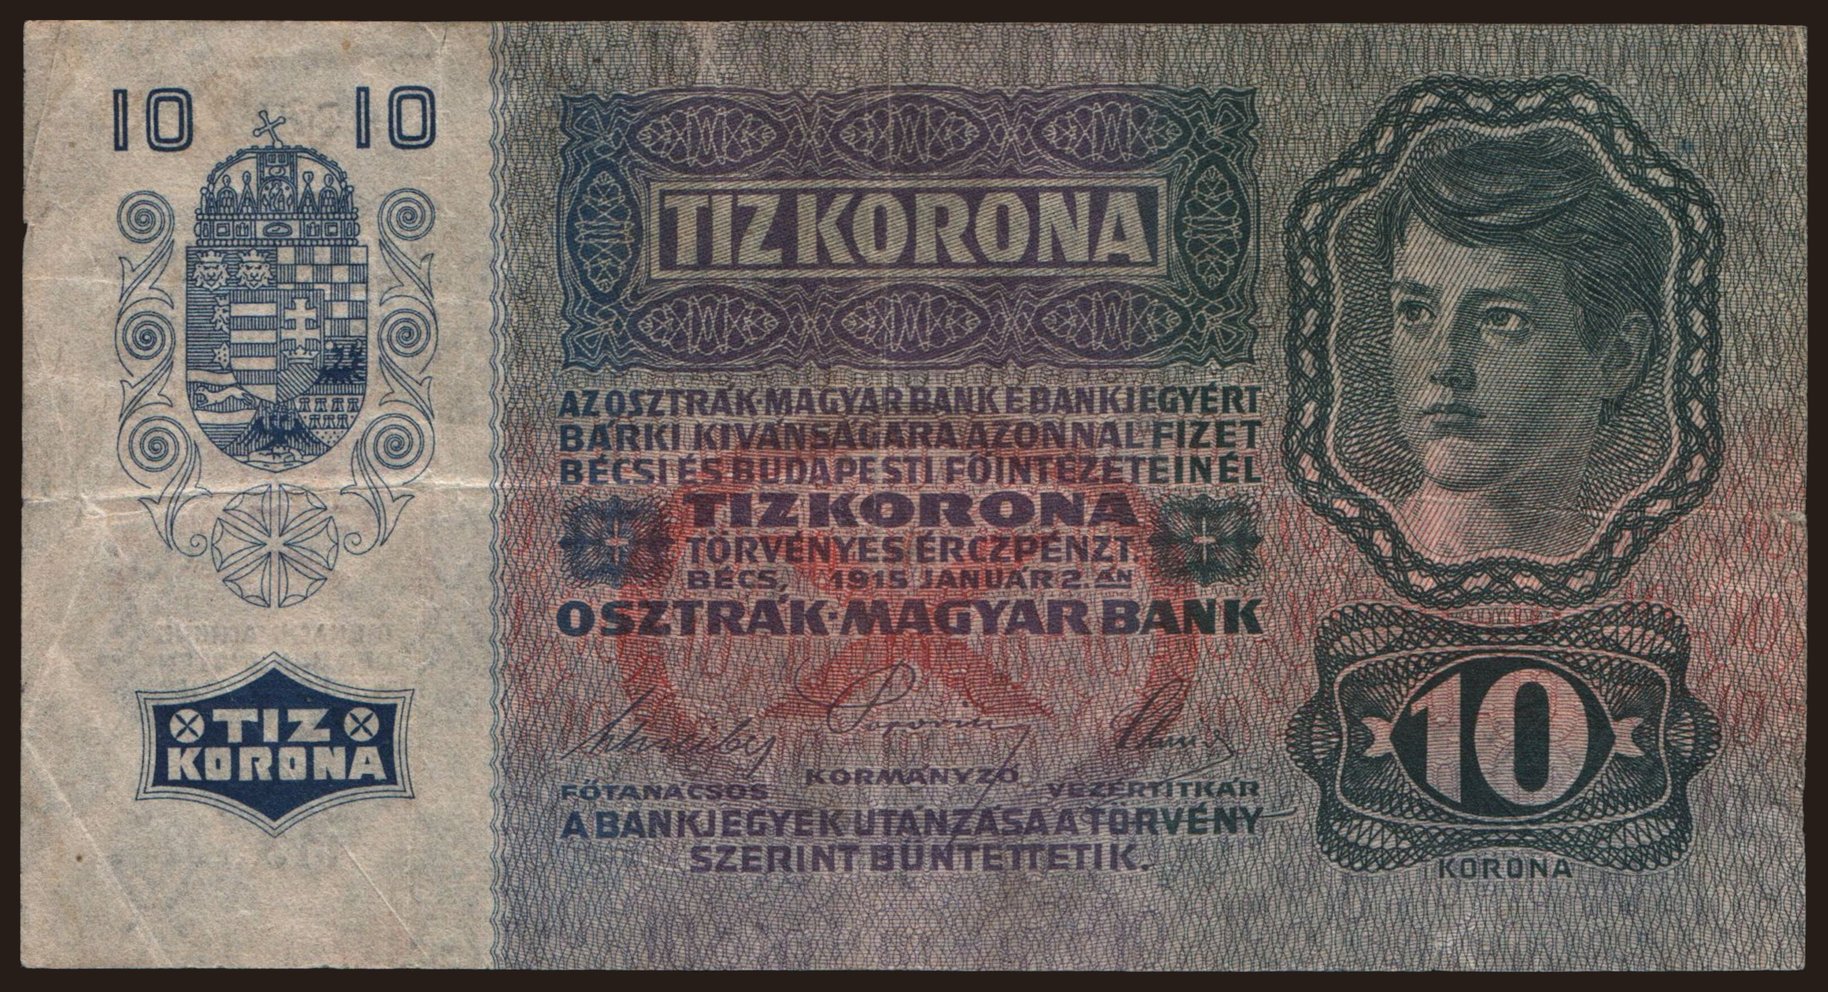 10 10
TIZ
KORONA
TIZ KORONA
AZ OSZTRÁK-MAGYAR BANK E BANKJEGYÉRT
BÁRKI KIVÁNSÁGÁRA AZONNAL FIZET
BÉCSI ÉS BUDAPESTI FŐINTÉZETEINÉL
TIZ KORONA
TÖRVÉNYES ÉRCZPÉNZT.
BÉCS, 1915 JANUÁR 2.ÁN
OSZTRÁK-MAGYAR BANK
KORMÁNYZÓ
FŐTANÁCSOS VEZÉRTITKÁR
A BANKJEGYEK UTÁNZÁSA A TÖRVÉNY
SZERINT BÜNTETTETIK.
10
KORONA